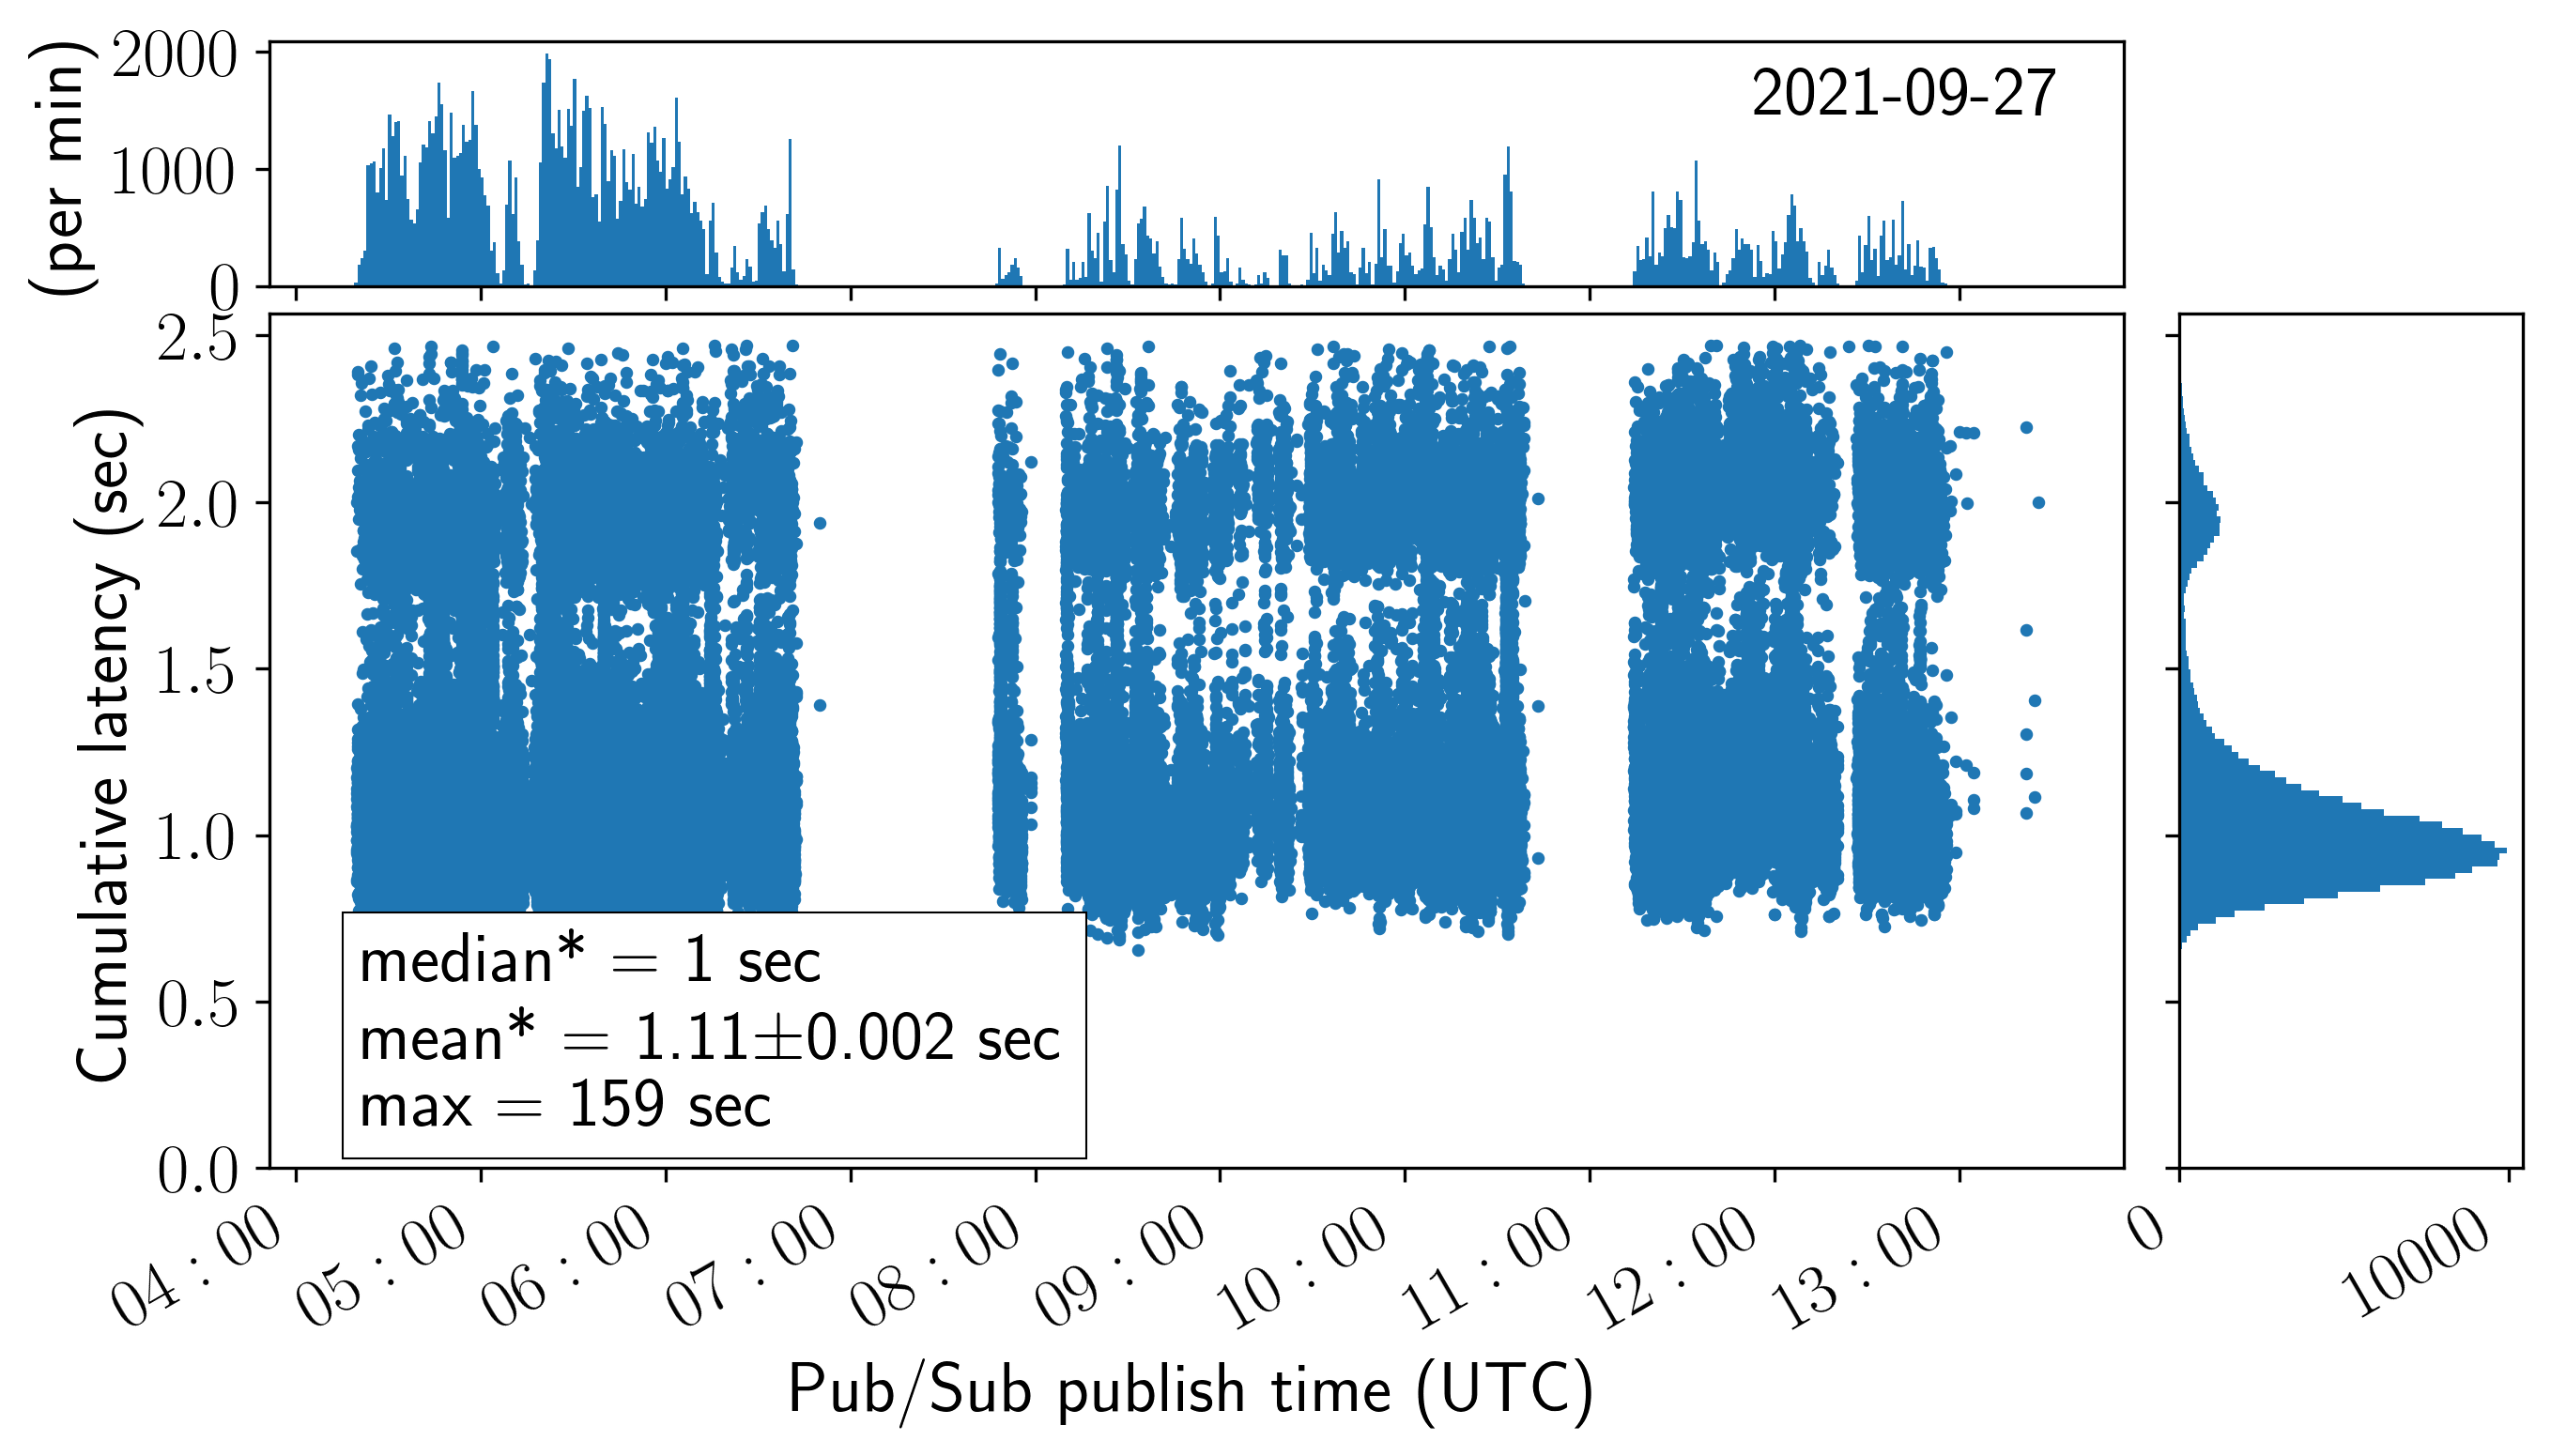 (per min)
2000
1000
0
2021-09-27
Cumulative latency (sec)
2.5
2.0
1.5
1.0
0.5
0.0
median* = 1 sec
mean* = 1.11±0.002 sec
max = 159 sec
04 : 00 05 : 00 06 : 00 07 : 00 08 : 00 09 : 00 10 : 00 11 : 00 12 : 00 13 : 00
0 10000
Pub/Sub publish time (UTC)